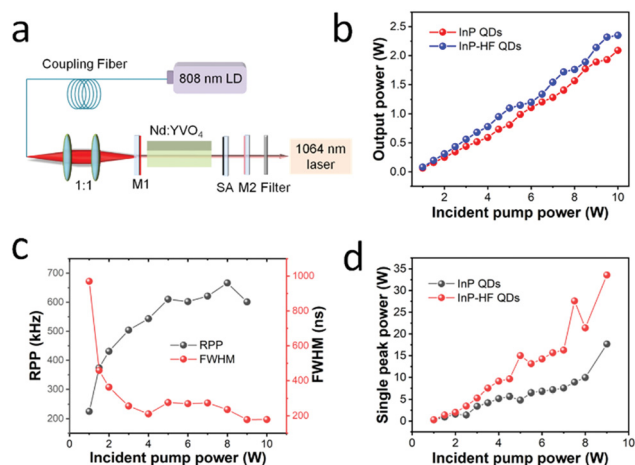 a
Coupling Fiber
808 nm LD
Nd:YVO4
1064 nm
laser
1:1
M1
SA M2 Filter
b
InP QDs
InP-HF QDs
Output power (W)
2.5
2.0
1.5
1.0
0.5
0.0
0 2 4 6 8 10
Incident pump power (W)
c
RPP (kHz)
700
600
500
400
300
200
RPP
FWHM
1000
800
600
400
200
FWHM (ns)
0 2 4 6 8 10
Incident pump power (W)
d
InP QDs
InP-HF QDs
Single peak power (W)
35
30
25
20
15
10
5
0
0 2 4 6 8 10
Incident pump power (W)